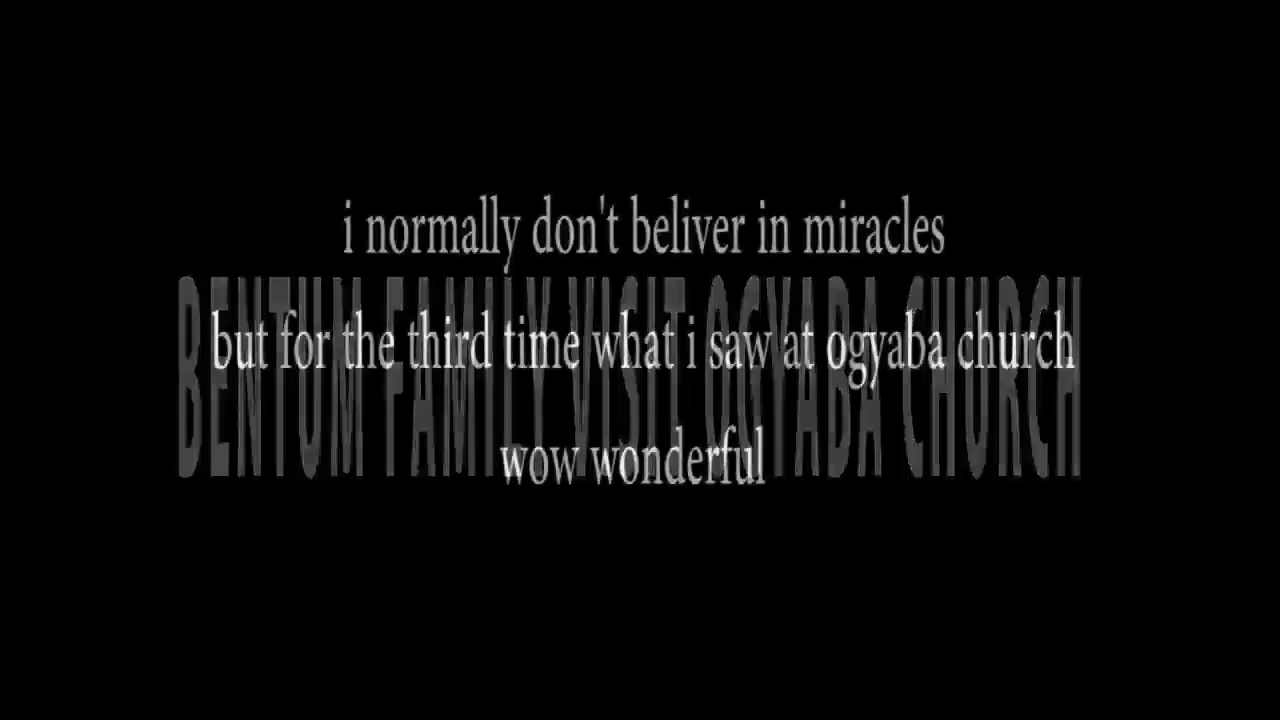 i normally don't beliver in miracles
BENTUM FAMILY VISIT OGYABA CHURCH
but for the third time what i saw at ogyaba church
wow wonderful